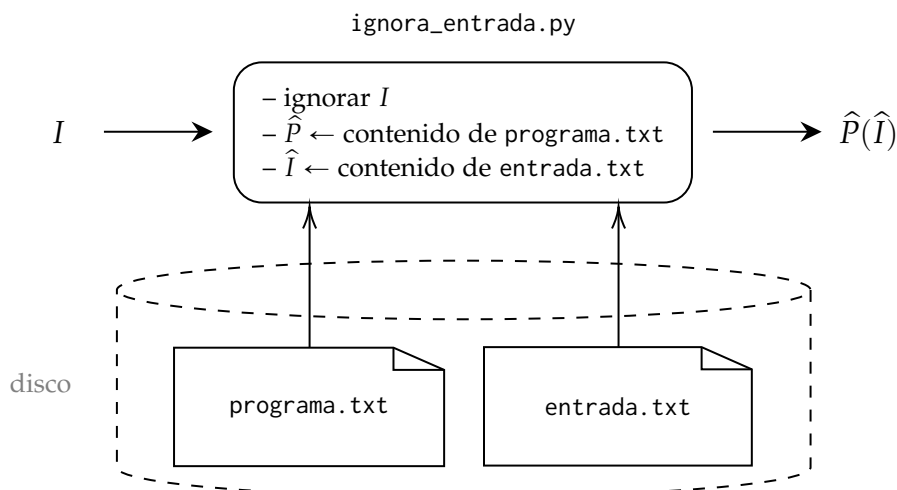 ignora_entrada.py
I
– ignorar I
– P̂ ← contenido de programa.txt
– Î ← contenido de entrada.txt
P̂(Î)
disco
programa.txt
entrada.txt